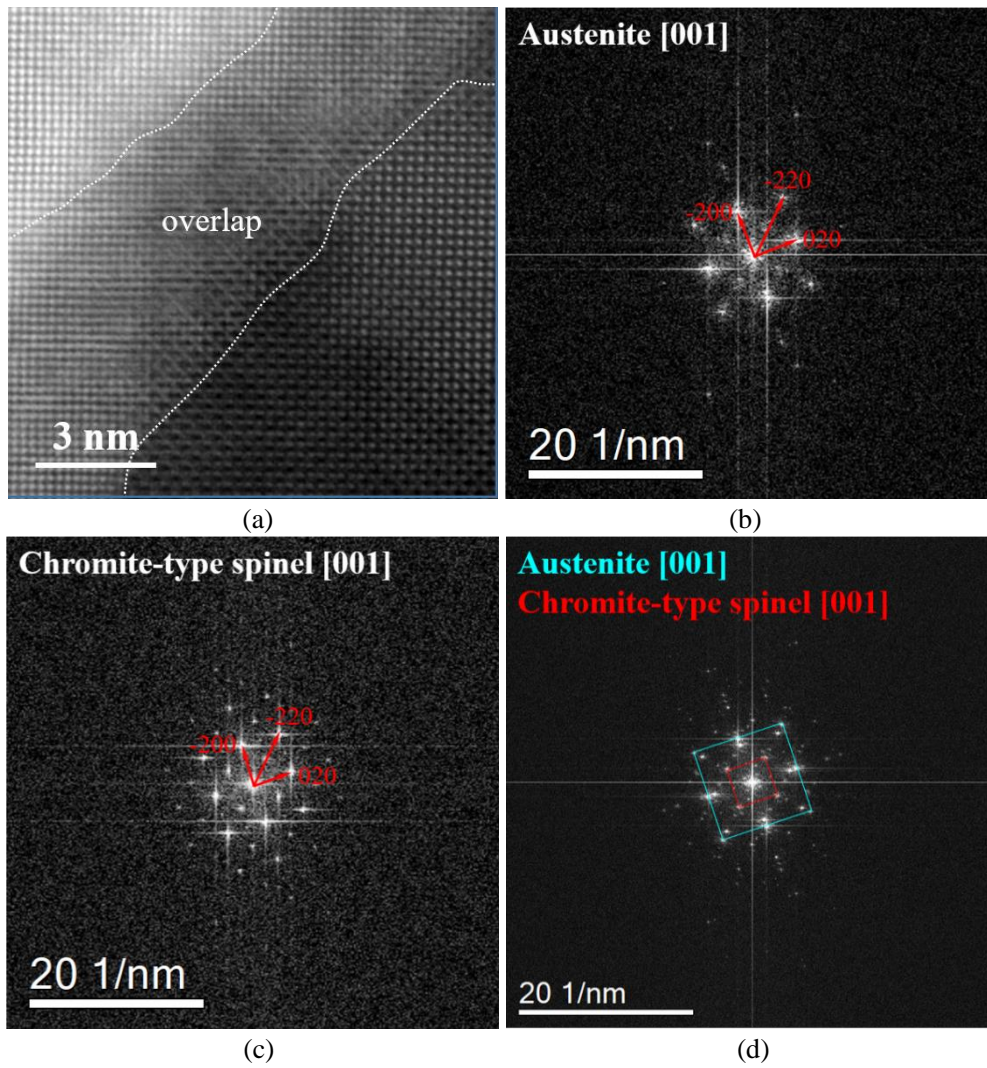 overlap
3 nm
(a)
Austenite [001]
-220
-200
020
20 1/nm
(b)
Chromite-type spinel [001]
-220
-200
020
20 1/nm
(c)
Austenite [001]
Chromite-type spinel [001]
20 1/nm
(d)